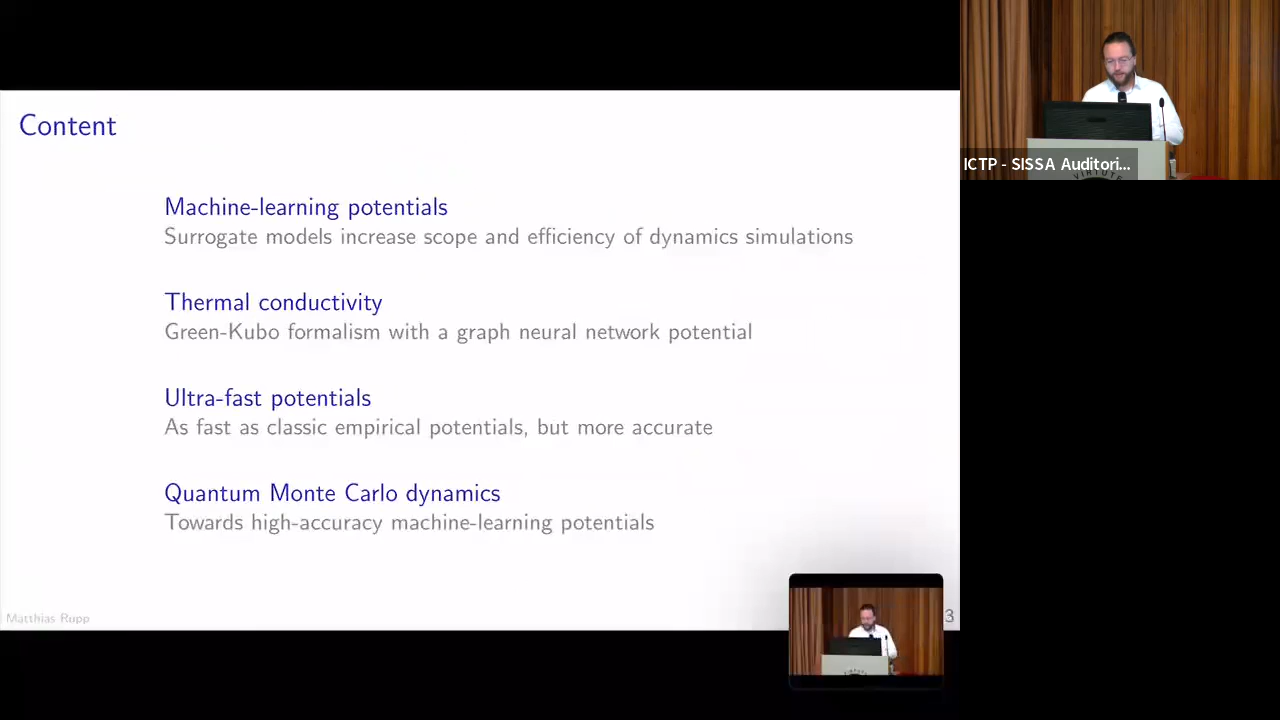 Content
Machine-learning potentials
Surrogate models increase scope and efficiency of dynamics simulations
Thermal conductivity
Green-Kubo formalism with a graph neural network potential
Ultra-fast potentials
As fast as classic empirical potentials, but more accurate
Quantum Monte Carlo dynamics
Towards high-accuracy machine-learning potentials
Matthias Rupp
3
ICTP - SISSA Auditori...
VIRTUTE